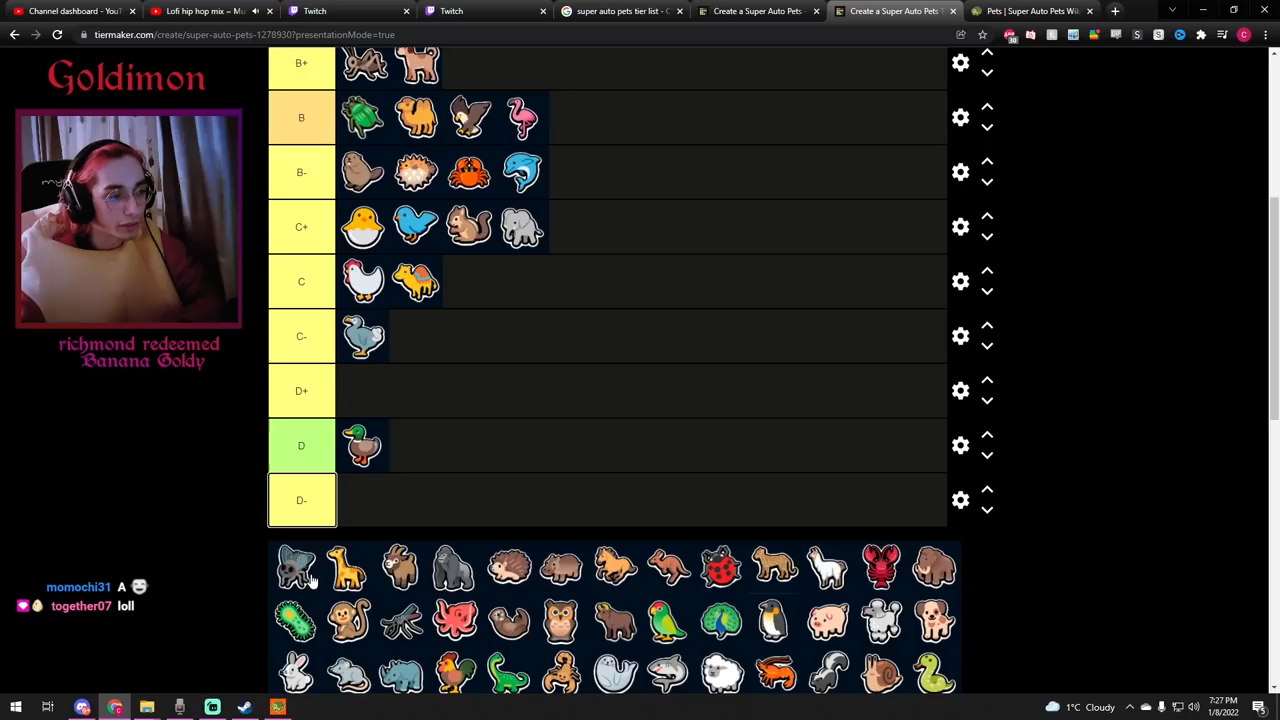 Channel dashboard - YouT
Lofi hip hop mix ~ Mu
Twitch
Twitch
super auto pets tier list - G
Create a Super Auto Pets
Create a Super Auto Pets T
Pets | Super Auto Pets Wik
tiermaker.com/create/super-auto-pets-1278930?presentationMode=true
Goldimon
richmond redeemed
Banana Goldy
B+
B
B-
C+
C
C-
D+
D
D-
momochi31 A
together07 loll
1°C Cloudy
7:27 PM
1/8/2022